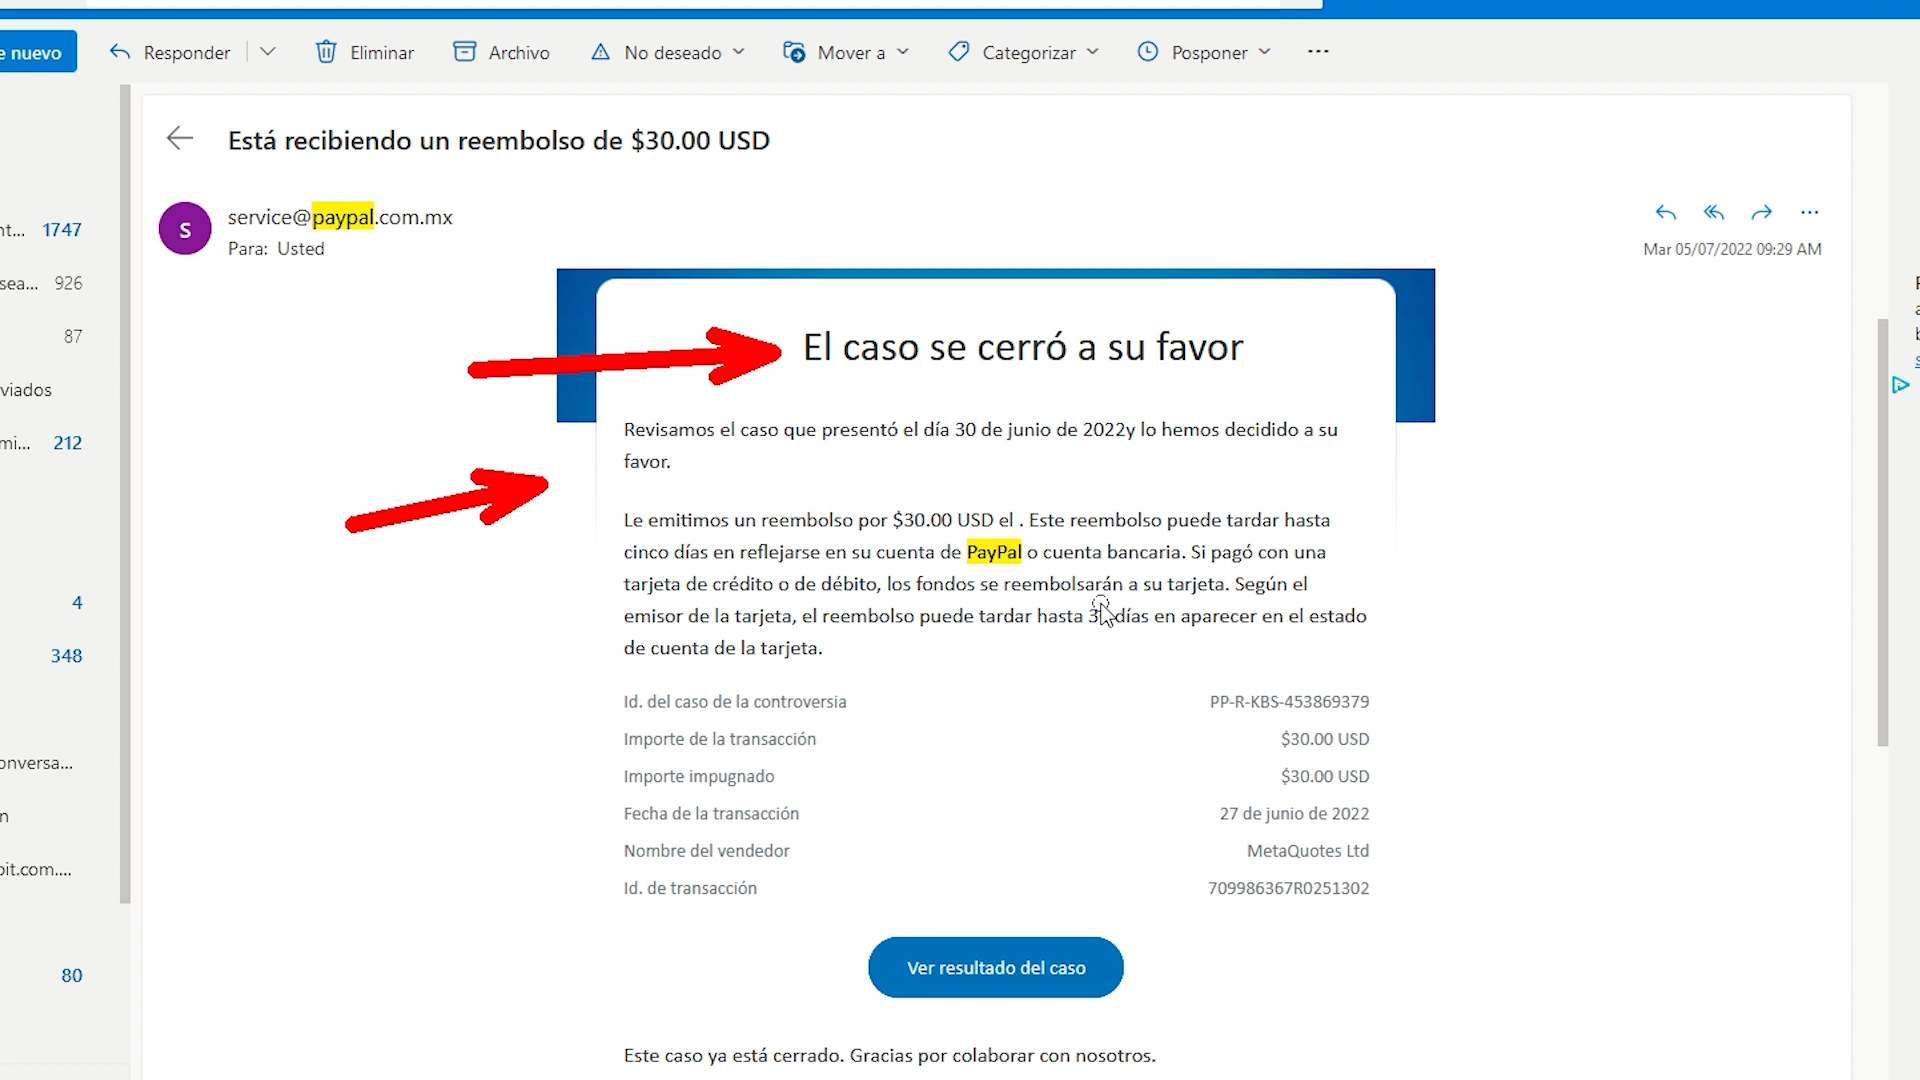 e nuevo
Responder
Eliminar
Archivo
No deseado
Mover a
Categorizar
Posponer
Está recibiendo un reembolso de $30.00 USD
S
service@paypal.com.mx
Para: Usted
Mar 05/07/2022 09:29 AM
nt... 1747
sea... 926
87
viados
mi... 212
4
348
onversa...
n
bit.com....
80
El caso se cerró a su favor
Revisamos el caso que presentó el día 30 de junio de 2022y lo hemos decidido a su
favor.
Le emitimos un reembolso por $30.00 USD el . Este reembolso puede tardar hasta
cinco días en reflejarse en su cuenta de PayPal o cuenta bancaria. Si pagó con una
tarjeta de crédito o de débito, los fondos se reembolsarán a su tarjeta. Según el
emisor de la tarjeta, el reembolso puede tardar hasta días en aparecer en el estado
de cuenta de la tarjeta.
Id. del caso de la controversia PP-R-KBS-453869379
Importe de la transacción $30.00 USD
Importe impugnado $30.00 USD
Fecha de la transacción 27 de junio de 2022
Nombre del vendedor MetaQuotes Ltd
Id. de transacción 709986367R0251302
Ver resultado del caso
Este caso ya está cerrado. Gracias por colaborar con nosotros.